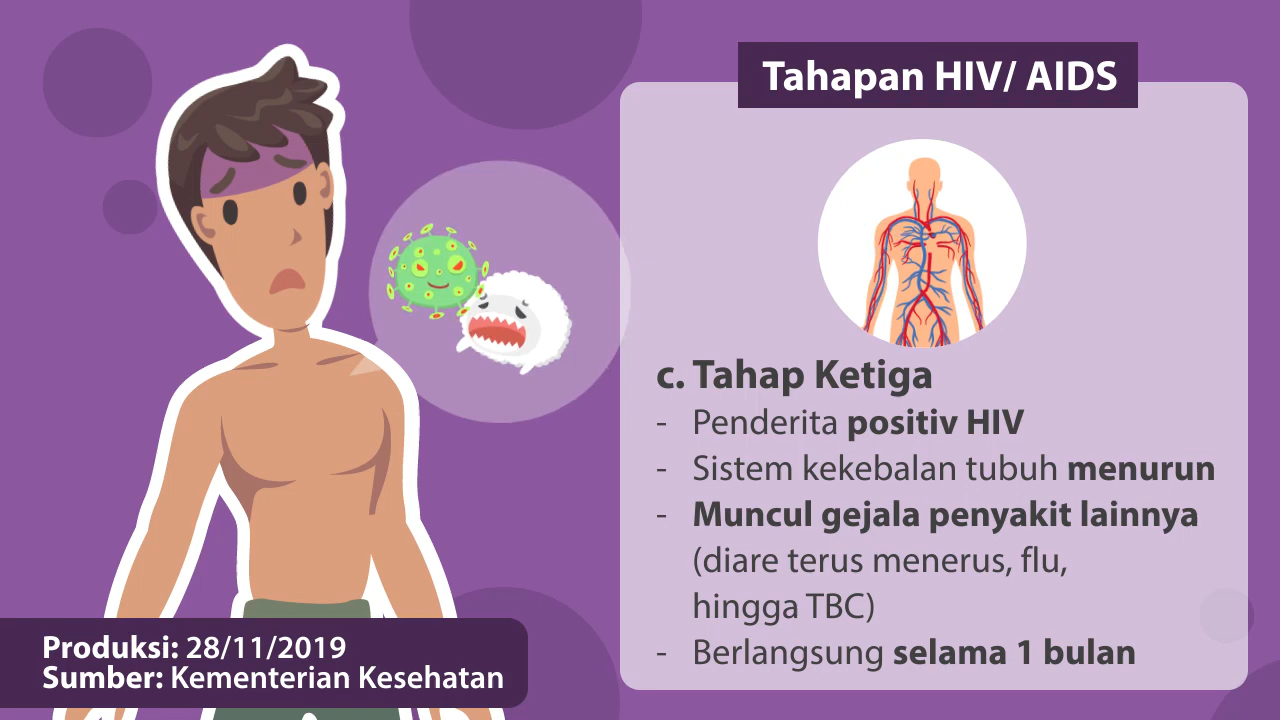 Tahapan HIV/ AIDS
c. Tahap Ketiga
- Penderita positiv HIV
- Sistem kekebalan tubuh menurun
- Muncul gejala penyakit lainnya
(diare terus menerus, flu,
hingga TBC)
- Berlangsung selama 1 bulan
Produksi: 28/11/2019
Sumber: Kementerian Kesehatan